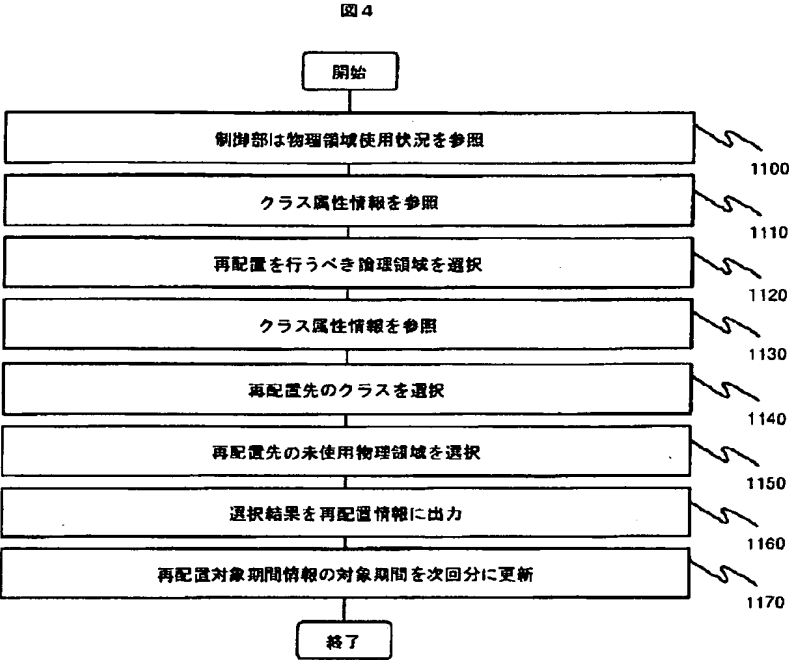 図4
開始
制御部は物理領域使用状況を参照
1100
クラス属性情報を参照
1110
再配置を行うべき論理領域を選択
1120
クラス属性情報を参照
1130
再配置先のクラスを選択
1140
再配置先の未使用物理領域を選択
1150
選択結果を再配置情報に出力
1160
再配置対象期間情報の対象期間を次回分に更新
1170
終了